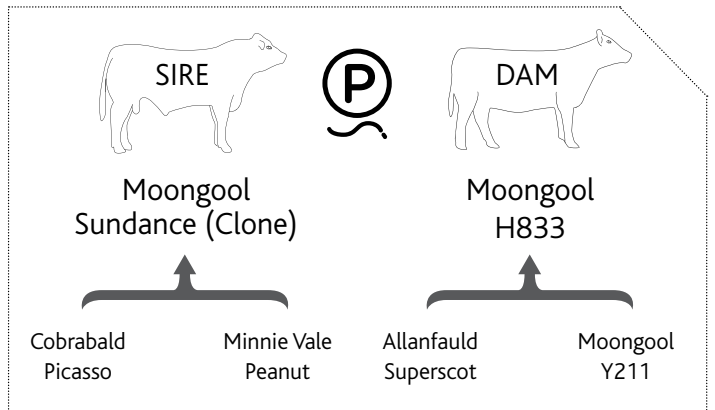 SIRE
P
DAM
Moongool
Sundance (Clone)
Moongool
H833
Cobrabald
Picasso
Minnie Vale
Peanut
Allanfauld
Superscot
Moongool
Y211